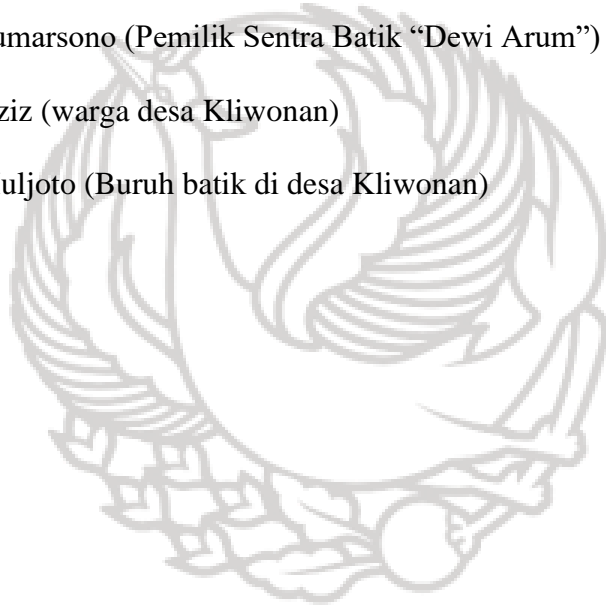 umarsono (Pemilik Sentra Batik “Dewi Arum”)
ziz (warga desa Kliwonan)
uljoto (Buruh batik di desa Kliwonan)